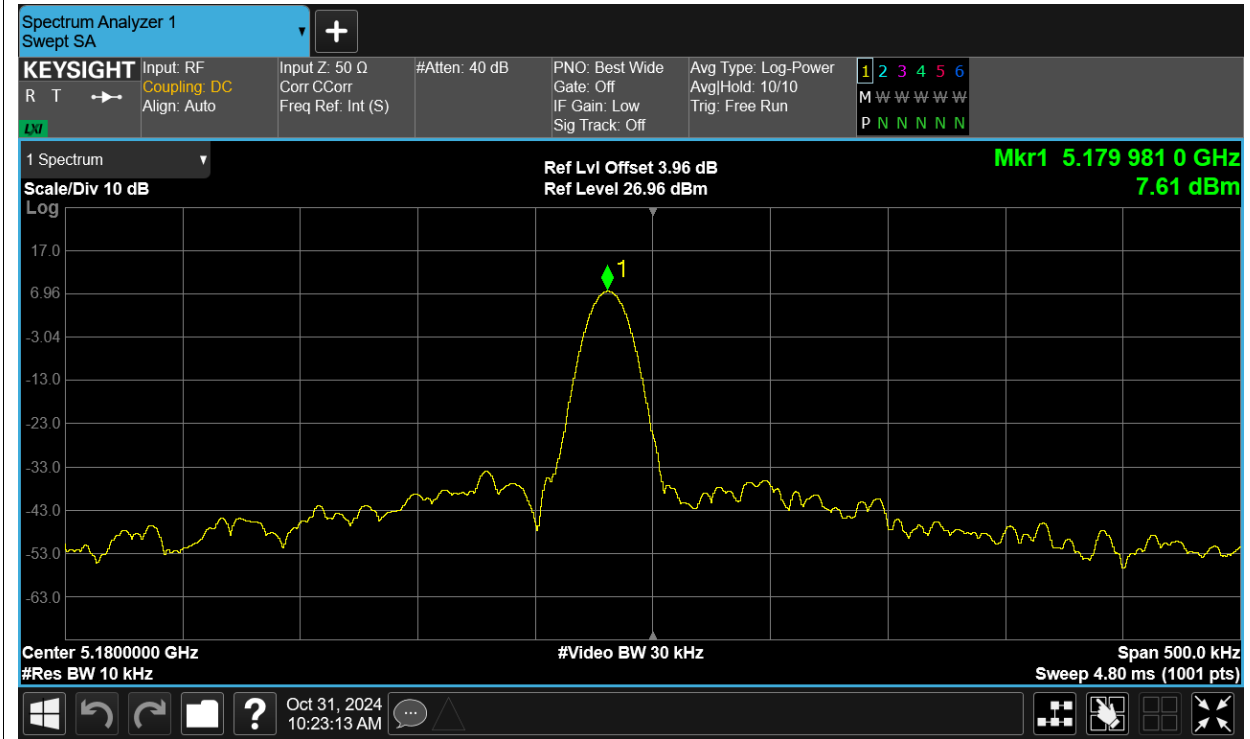 Spectrum Analyzer 1
Swept SA
KEYSIGHT
R T
LXI
Input: RF
Coupling: DC
Align: Auto
Input Z: 50 Ω
Corr CCorr
Freq Ref: Int (S)
#Atten: 40 dB
PNO: Best Wide
Gate: Off
IF Gain: Low
Sig Track: Off
Avg Type: Log-Power
Avg|Hold: 10/10
Trig: Free Run
1 2 3 4 5 6
M W W W W W
P N N N N N
1 Spectrum
Scale/Div 10 dB
Log
Ref Lvl Offset 3.96 dB
Ref Level 26.96 dBm
Mkr1 5.179 981 0 GHz
7.61 dBm
1
17.0
6.96
-3.04
-13.0
-23.0
-33.0
-43.0
-53.0
-63.0
Center 5.1800000 GHz
#Res BW 10 kHz
#Video BW 30 kHz
Span 500.0 kHz
Sweep 4.80 ms (1001 pts)
?
Oct 31, 2024
10:23:13 AM